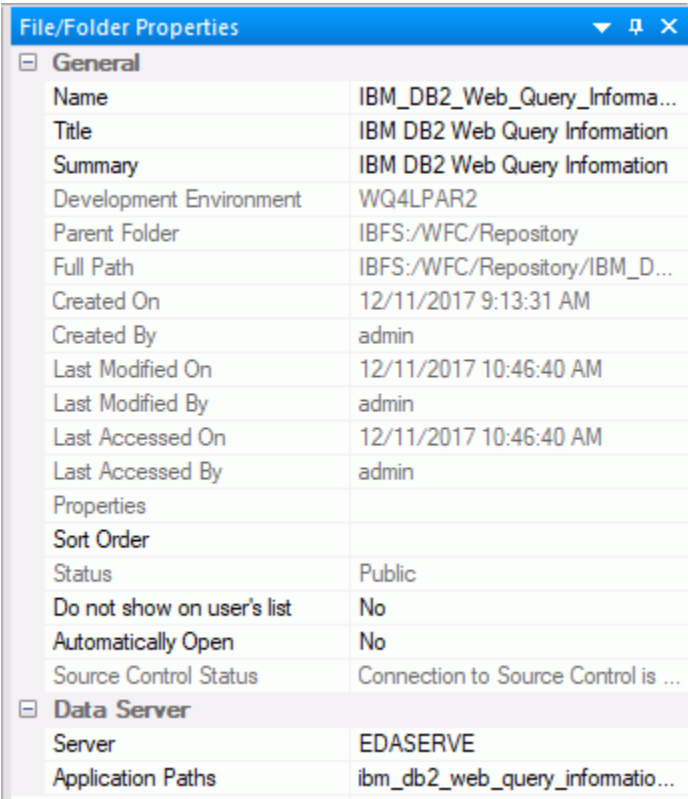 File/Folder Properties
General
Name IBM_DB2_Web_Query_Informa...
Title IBM DB2 Web Query Information
Summary IBM DB2 Web Query Information
Development Environment WQ4LPAR2
Parent Folder IBFS:/WFC/Repository
Full Path IBFS:/WFC/Repository/IBM_D...
Created On 12/11/2017 9:13:31 AM
Created By admin
Last Modified On 12/11/2017 10:46:40 AM
Last Modified By admin
Last Accessed On 12/11/2017 10:46:40 AM
Last Accessed By admin
Properties
Sort Order
Status Public
Do not show on user's list No
Automatically Open No
Source Control Status Connection to Source Control is ...
Data Server
Server EDASERVE
Application Paths ibm_db2_web_query_informatio...